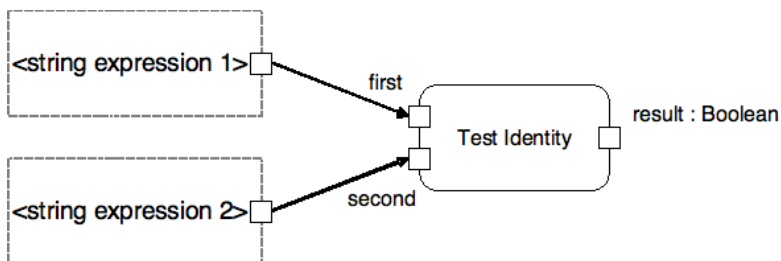 <string expression 1>
first
Test Identity
result : Boolean
<string expression 2>
second